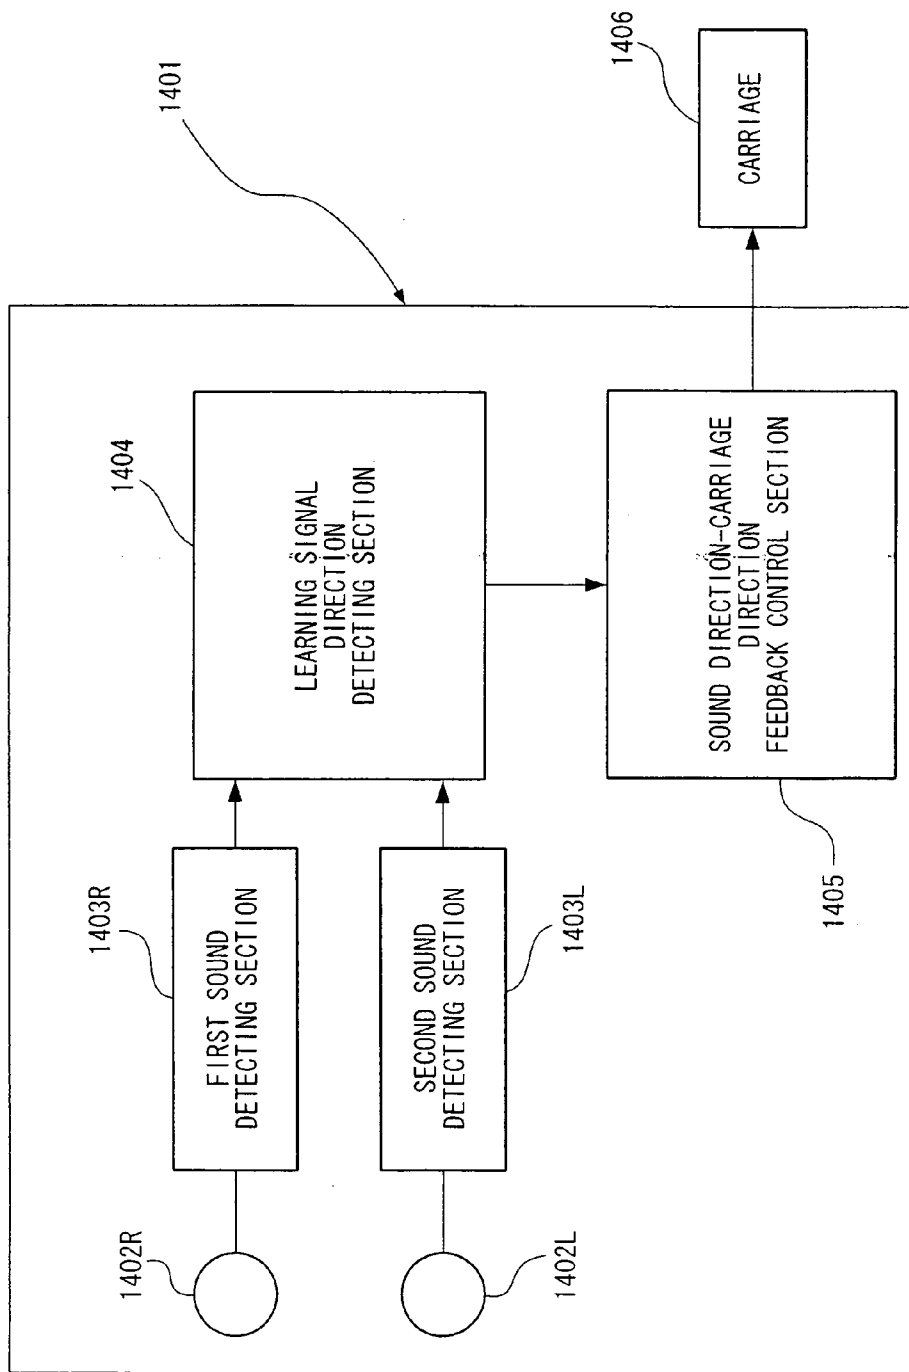 1401
1402R
1403R
FIRST SOUND
DETECTING SECTION
1404
LEARNING SIGNAL
DIRECTION
DETECTING SECTION
1402L
1403L
SECOND SOUND
DETECTING SECTION
1405
SOUND DIRECTION-CARRIAGE
DIRECTION
FEEDBACK CONTROL SECTION
1406
CARRIAGE